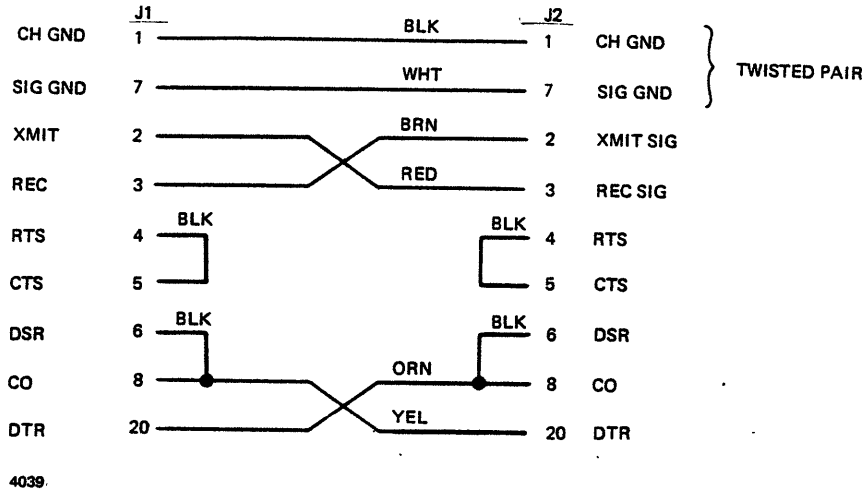 J1 J2
CH GND 1 BLK 1 CH GND
TWISTED PAIR
SIG GND 7 WHT 7 SIG GND
XMIT 2 BRN 2 XMIT SIG
REC 3 RED 3 REC SIG
RTS 4 BLK BLK 4 RTS
CTS 5 5 CTS
DSR 6 BLK BLK 6 DSR
CO 8 ORN 8 CO
DTR 20 YEL 20 DTR
4039